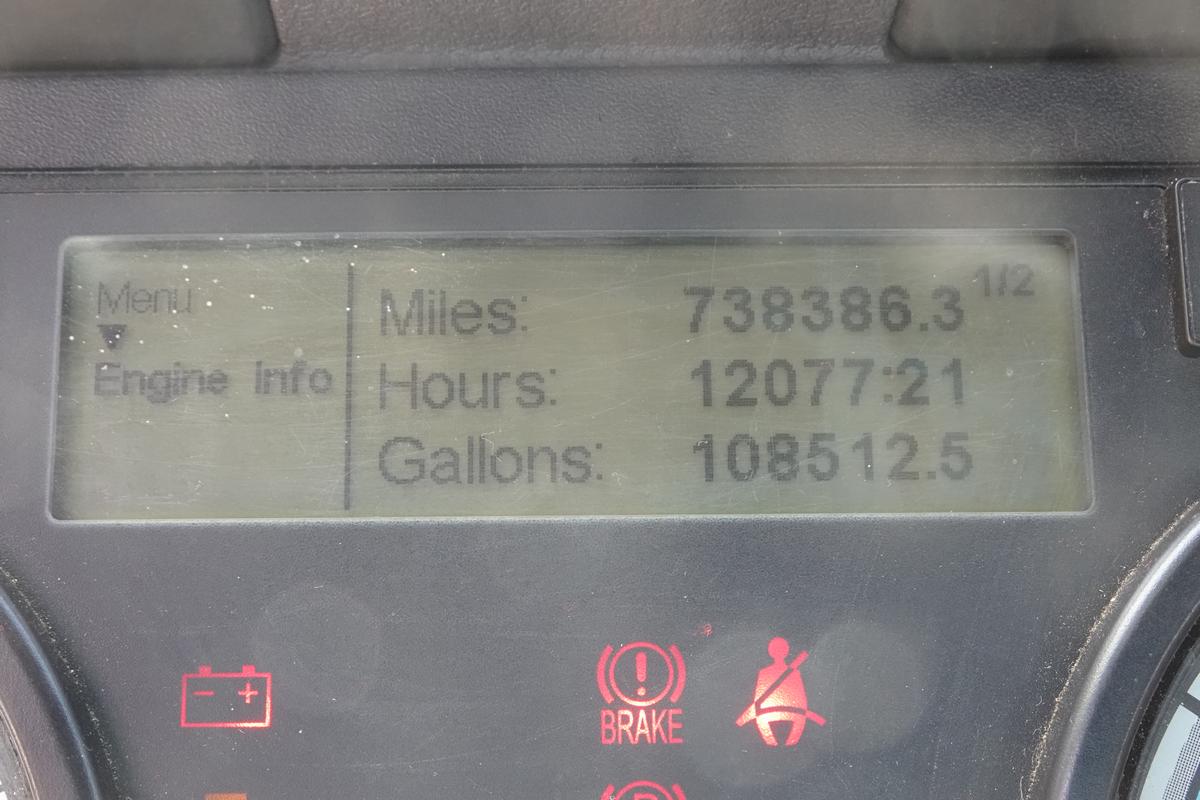 Menu
Engine Info
1/2
Miles: 738386.3
Hours: 12077:21
Gallons: 108512.5
BRAKE